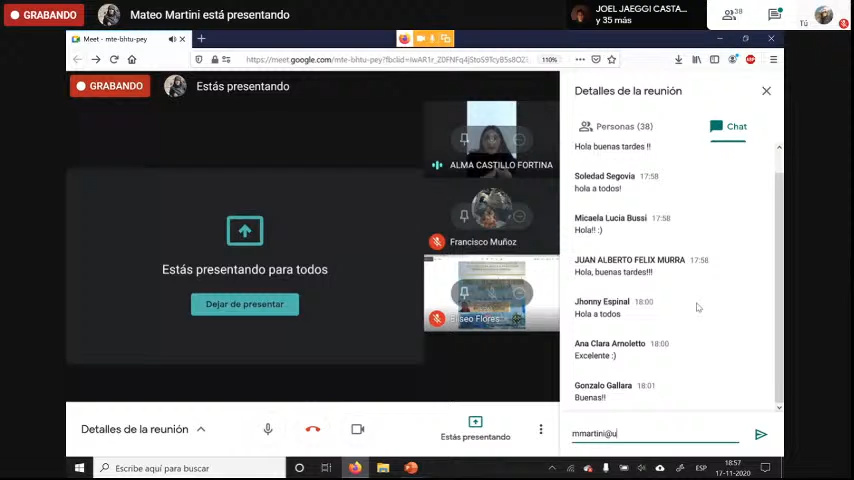 GRABANDO
Mateo Martini está presentando
JOEL JAEGGI CASTA...
y 35 más
38
Tú
Meet - mte-bhtu-pey
https://meet.google.com/mte-bhtu-pey?fbclid=IwAR1r_Z0FNFq4jStoS9TcyB5s8OZ
110%
GRABANDO
Estás presentando
Detalles de la reunión
Personas (38)
Chat
Hola buenas tardes !!
Soledad Segovia 17:58
hola a todos!
Micaela Lucia Bussi 17:58
Hola!! :)
JUAN ALBERTO FELIX MURRA 17:58
Hola, buenas tardes!!!
Jhonny Espinal 18:00
Hola a todos
Ana Clara Arnoletto 18:00
Excelente :)
Gonzalo Gallara 18:01
Buenas!!
mmartini@u
ALMA CASTILLO FORTINA
Francisco Muñoz
Eliseo Flores
Estás presentando para todos
Dejar de presentar
Detalles de la reunión
Estás presentando
Escribe aquí para buscar
ESP
18:57
17-11-2020